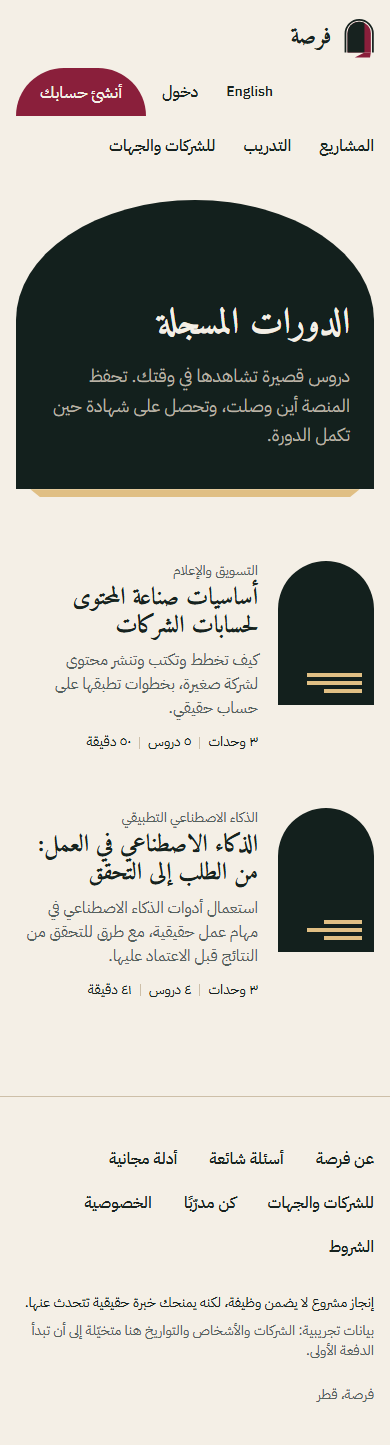 فرصة
English
دخول
أنشئ حسابك
المشاريع
التدريب
للشركات والجهات
الدورات المسجلة
دروس قصيرة تشاهدها في وقتك. تحفظ
المنصة أين وصلت، وتحصل على شهادة حين
تكمل الدورة.
التسويق والإعلام
أساسيات صناعة المحتوى
لحسابات الشركات
كيف تخطط وتكتب وتنشر محتوى
لشركة صغيرة، بخطوات تطبقها على
حساب حقيقي.
٣ وحدات
٥ دروس
٥٠ دقيقة
الذكاء الاصطناعي التطبيقي
الذكاء الاصطناعي في العمل:
من الطلب إلى التحقق
استعمال أدوات الذكاء الاصطناعي في
مهام عمل حقيقية، مع طرق للتحقق من
النتائج قبل الاعتماد عليها.
٣ وحدات
٤ دروس
٤١ دقيقة
عن فرصة
أسئلة شائعة
أدلة مجانية
للشركات والجهات
كن مدرّبًا
الخصوصية
الشروط
إنجاز مشروع لا يضمن وظيفة، لكنه يمنحك خبرة حقيقية تتحدث عنها.
بيانات تجريبية: الشركات والأشخاص والتواريخ هنا متخيّلة إلى أن تبدأ
الدفعة الأولى.
فرصة، قطر